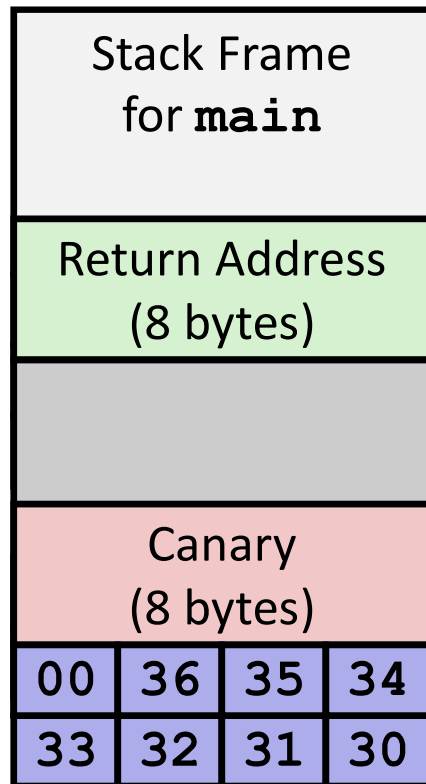 Stack Frame
for main
Return Address
(8 bytes)
Canary
(8 bytes)
00 36 35 34
33 32 31 30